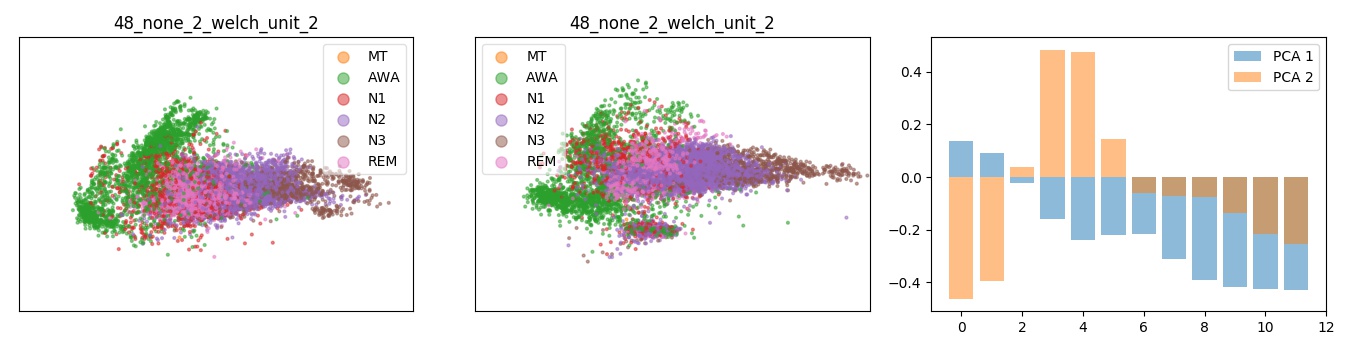 48_none_2_welch_unit_2
MT
AWA
N1
N2
N3
REM
48_none_2_welch_unit_2
MT
AWA
N1
N2
N3
REM
PCA 1
PCA 2
0.4
0.2
0.0
−0.2
−0.4
0 2 4 6 8 10 12